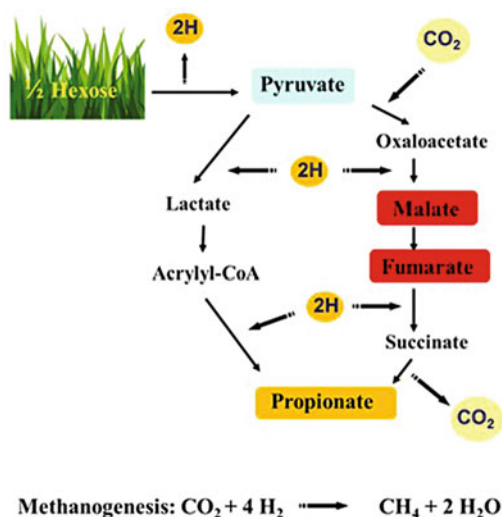 2H
CO₂
½ Hexose
Pyruvate
Oxaloacetate
2H
Lactate
Malate
Acrylyl-CoA
Fumarate
2H
Succinate
Propionate
CO₂
Methanogenesis: CO₂ + 4 H₂ CH₄ + 2 H₂O